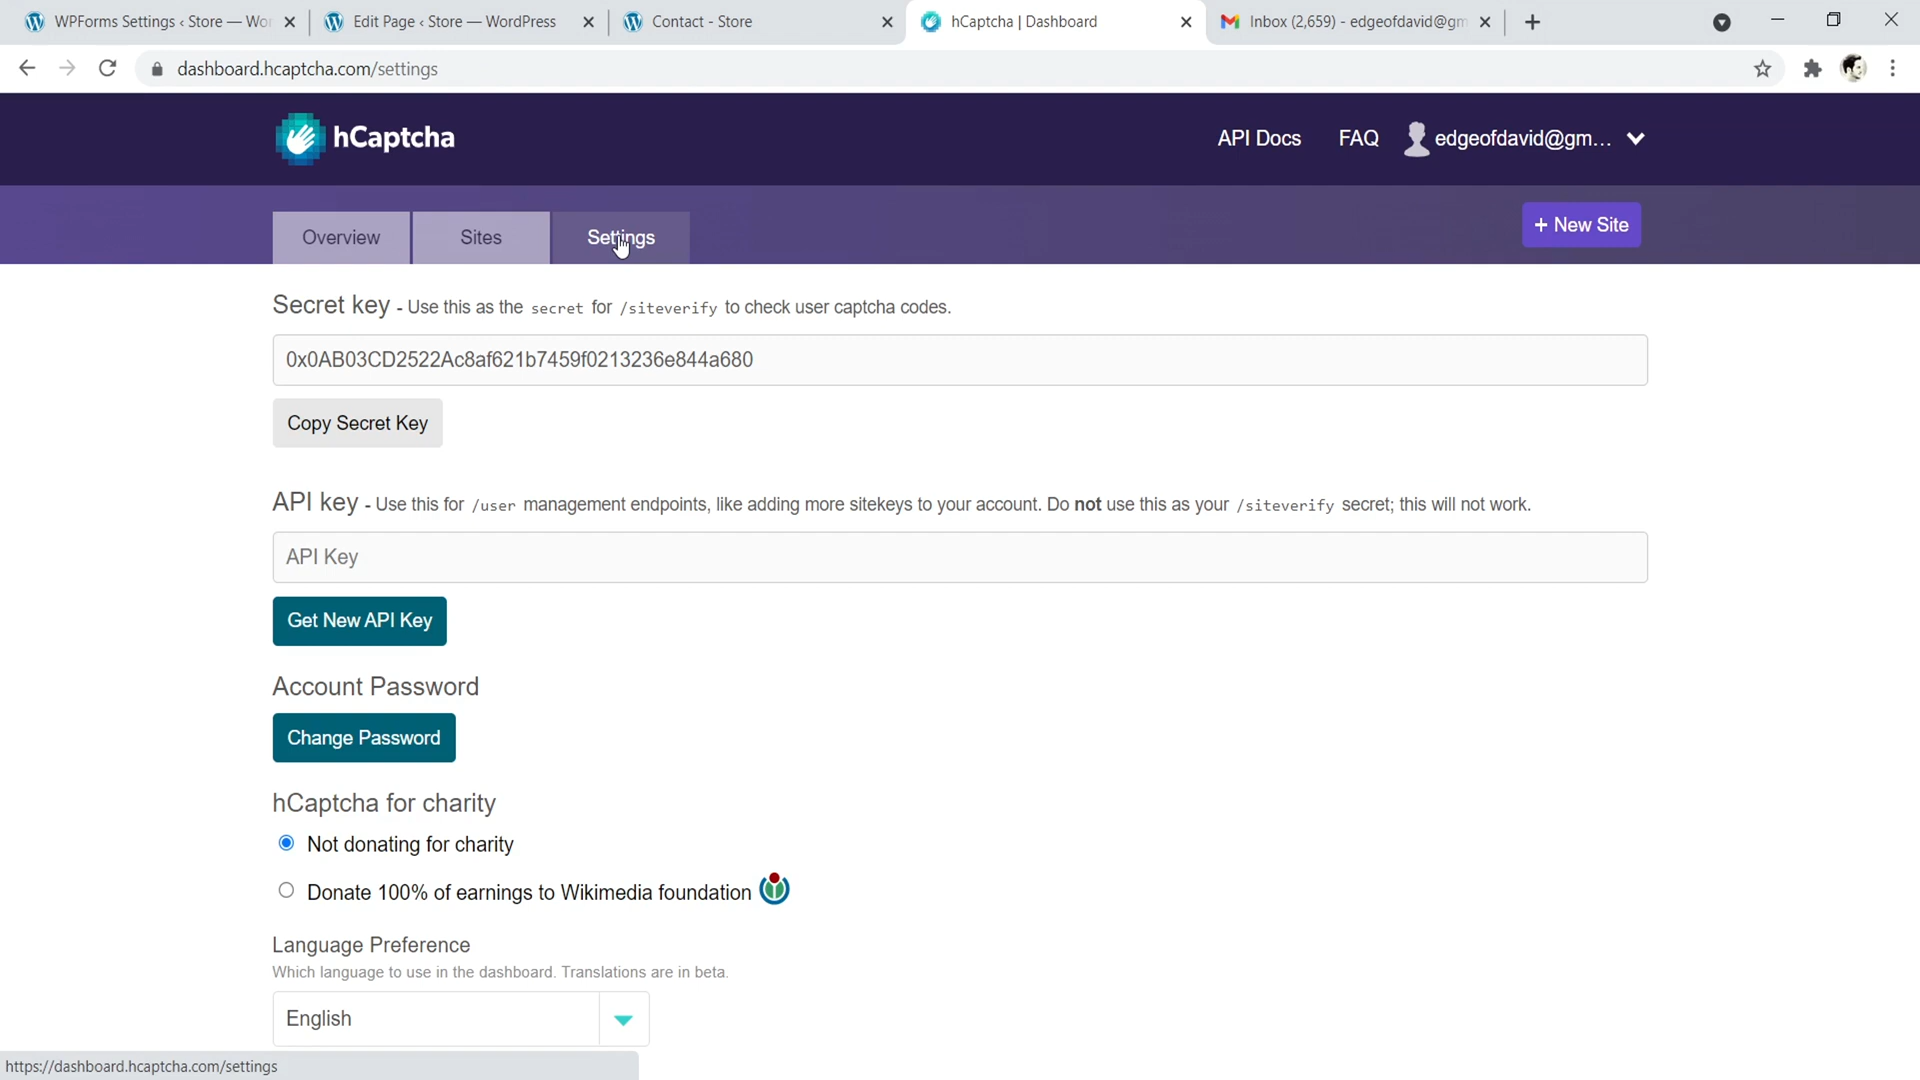 WPForms Settings ‹ Store — Wor
Edit Page ‹ Store — WordPress
Contact - Store
hCaptcha | Dashboard
Inbox (2,659) - edgeofdavid@gm
dashboard.hcaptcha.com/settings
hCaptcha
API Docs
FAQ
edgeofdavid@gm...
Overview
Sites
Settings
+ New Site
Secret key - Use this as the secret for /siteverify to check user captcha codes.
0x0AB03CD2522Ac8af621b7459f0213236e844a680
Copy Secret Key
API key - Use this for /user management endpoints, like adding more sitekeys to your account. Do not use this as your /siteverify secret; this will not work.
API Key
Get New API Key
Account Password
Change Password
hCaptcha for charity
Not donating for charity
Donate 100% of earnings to Wikimedia foundation
Language Preference
Which language to use in the dashboard. Translations are in beta.
English
https://dashboard.hcaptcha.com/settings